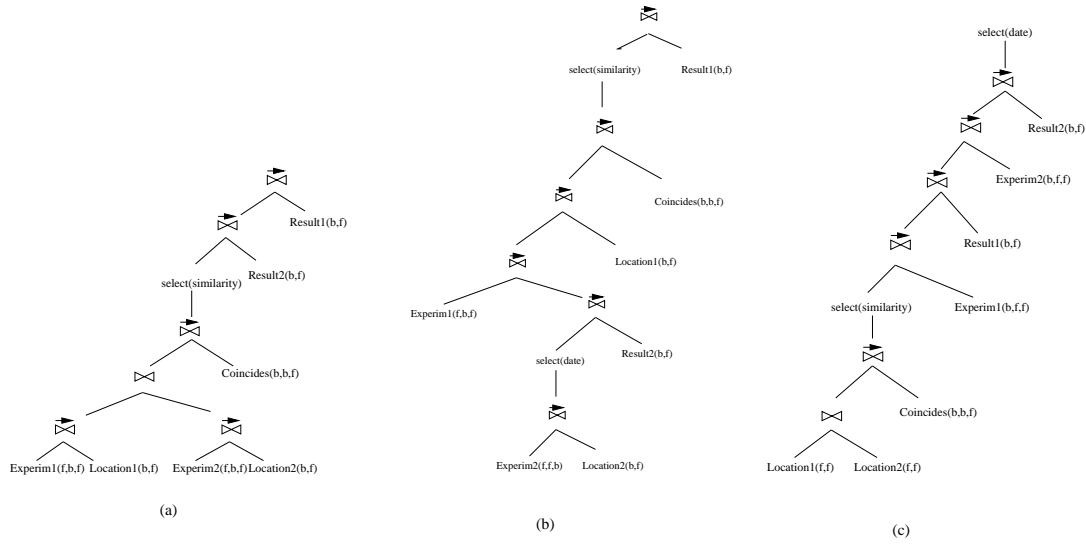 Result1(b,f)
Result2(b,f)
select(similarity)
Coincides(b,b,f)
Experim1(f,b,f) Location1(b,f) Experim2(f,b,f) Location2(b,f)
(a)
select(similarity) Result1(b,f)
Coincides(b,b,f)
Location1(b,f)
Experim1(f,b,f)
select(date) Result2(b,f)
Experim2(f,f,b) Location2(b,f)
(b)
select(date)
Result2(b,f)
Experim2(b,f,f)
Result1(b,f)
select(similarity) Experim1(b,f,f)
Coincides(b,b,f)
Location1(f,f) Location2(f,f)
(c)